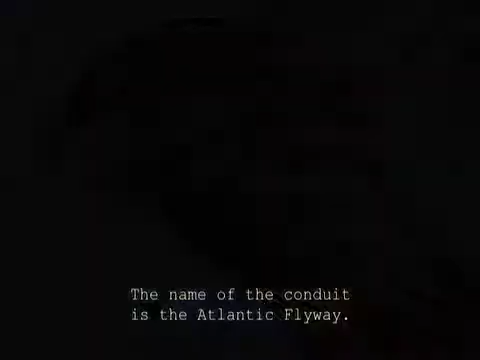 The name of the conduit
is the Atlantic Flyway.